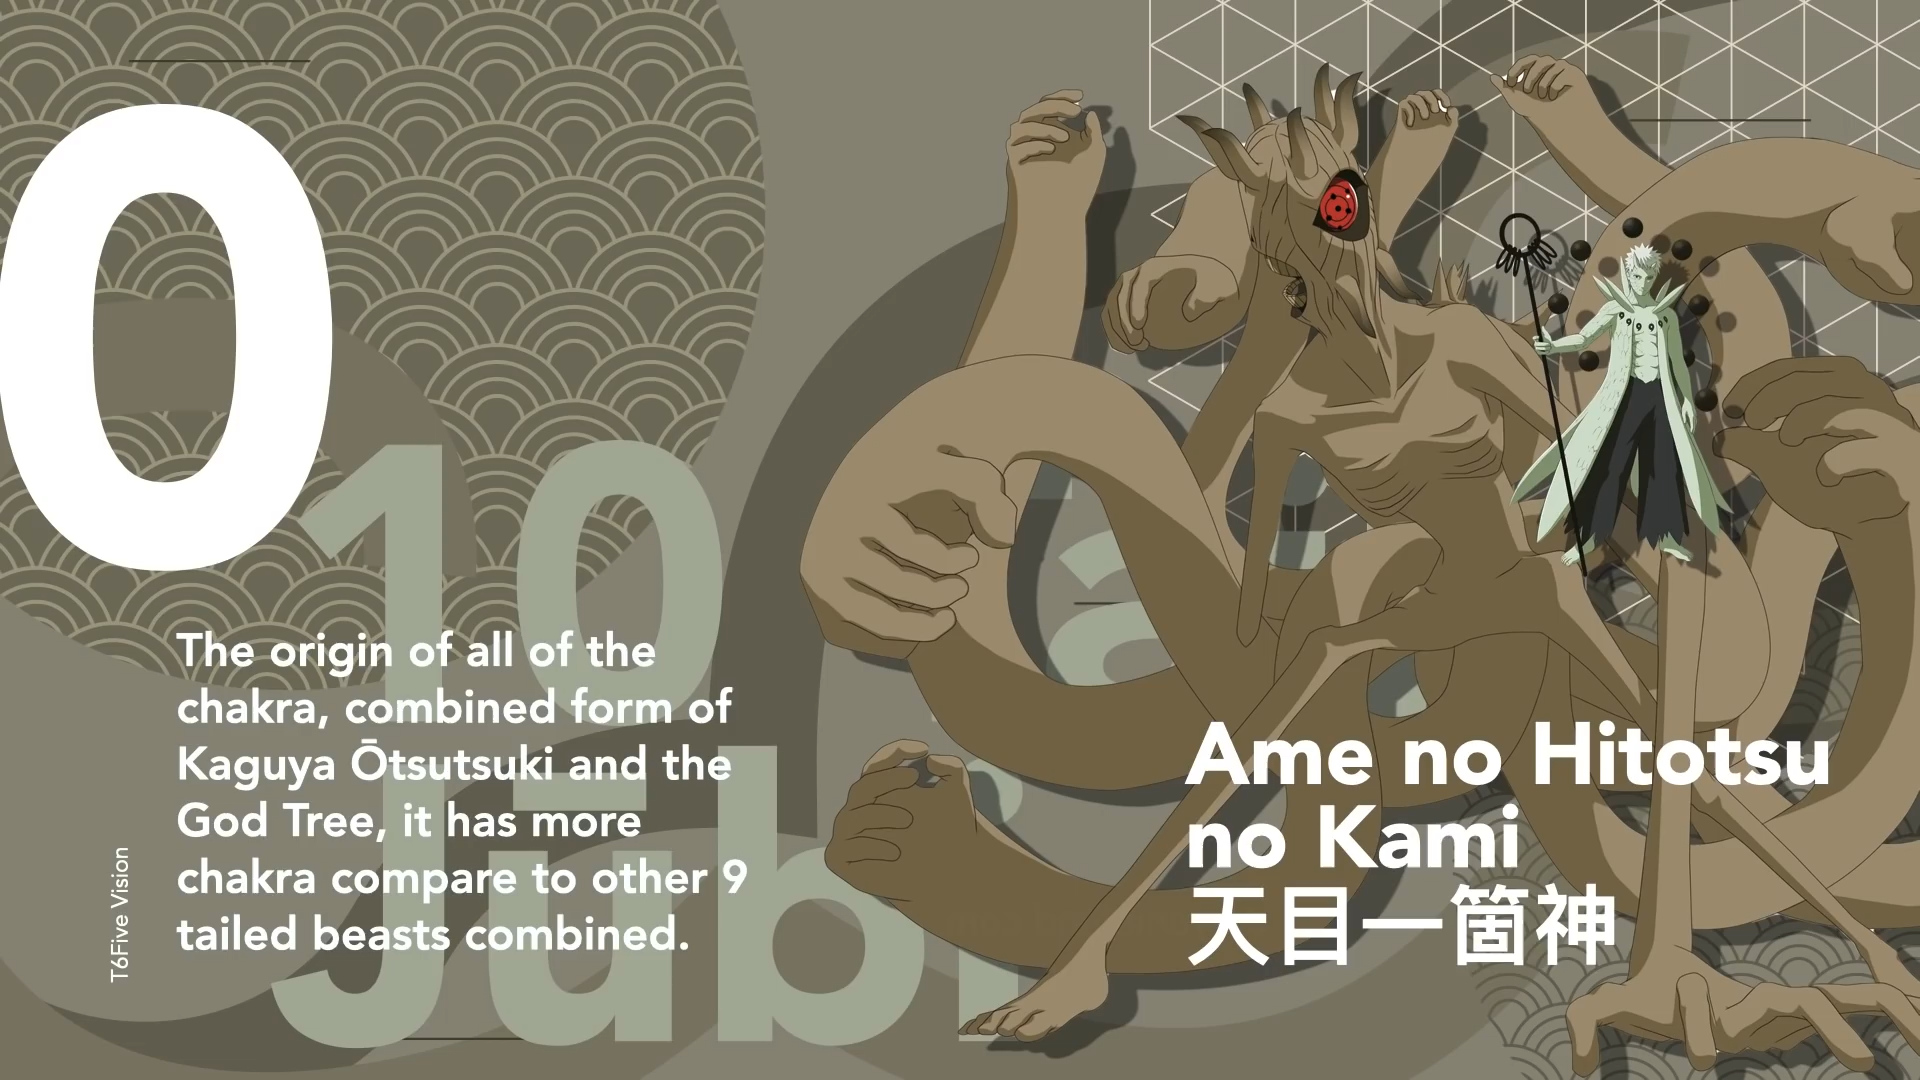 0
10
Jūbi
The origin of all of the
chakra, combined form of
Kaguya Ōtsutsuki and the
God Tree, it has more
chakra compare to other 9
tailed beasts combined.
T6Five Vision
Ame no Hitotsu
no Kami
天目一箇神